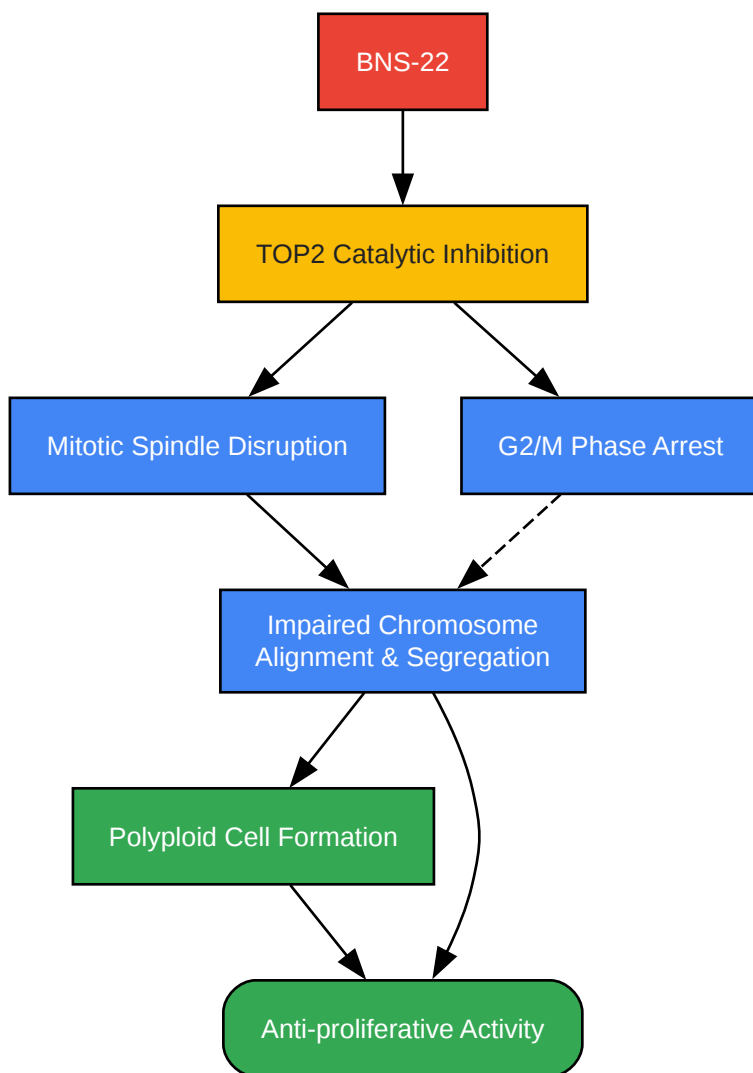 BNS-22
TOP2 Catalytic Inhibition
Mitotic Spindle Disruption
G2/M Phase Arrest
Impaired Chromosome
Alignment & Segregation
Polyploid Cell Formation
Anti-proliferative Activity